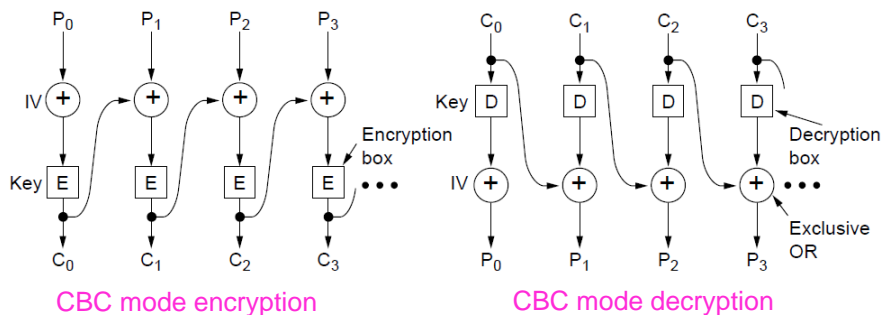 P0 P1 P2 P3
IV + + + +
Encryption box
Key E E E E
C0 C1 C2 C3
CBC mode encryption
C0 C1 C2 C3
Key D D D D
Decryption box
IV + + + +
Exclusive OR
P0 P1 P2 P3
CBC mode decryption